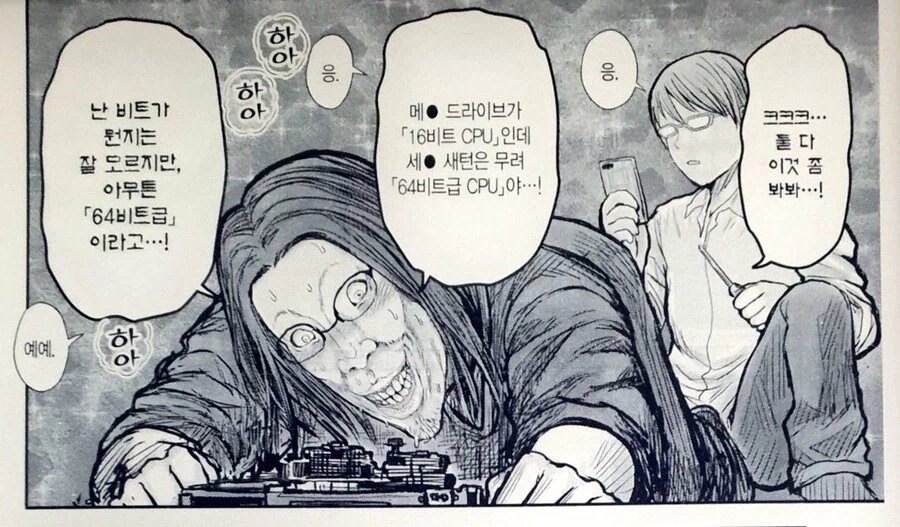 크크크…
둘 다
이것 좀
봐봐…!
응.
메● 드라이브가
「16비트 CPU」인데
세● 새턴은 무려
「64비트급 CPU」야…!
응.
하아
하아
난 비트가
뭔지는
잘 모르지만,
아무튼
「64비트급」
이라고…!
하아
예예.